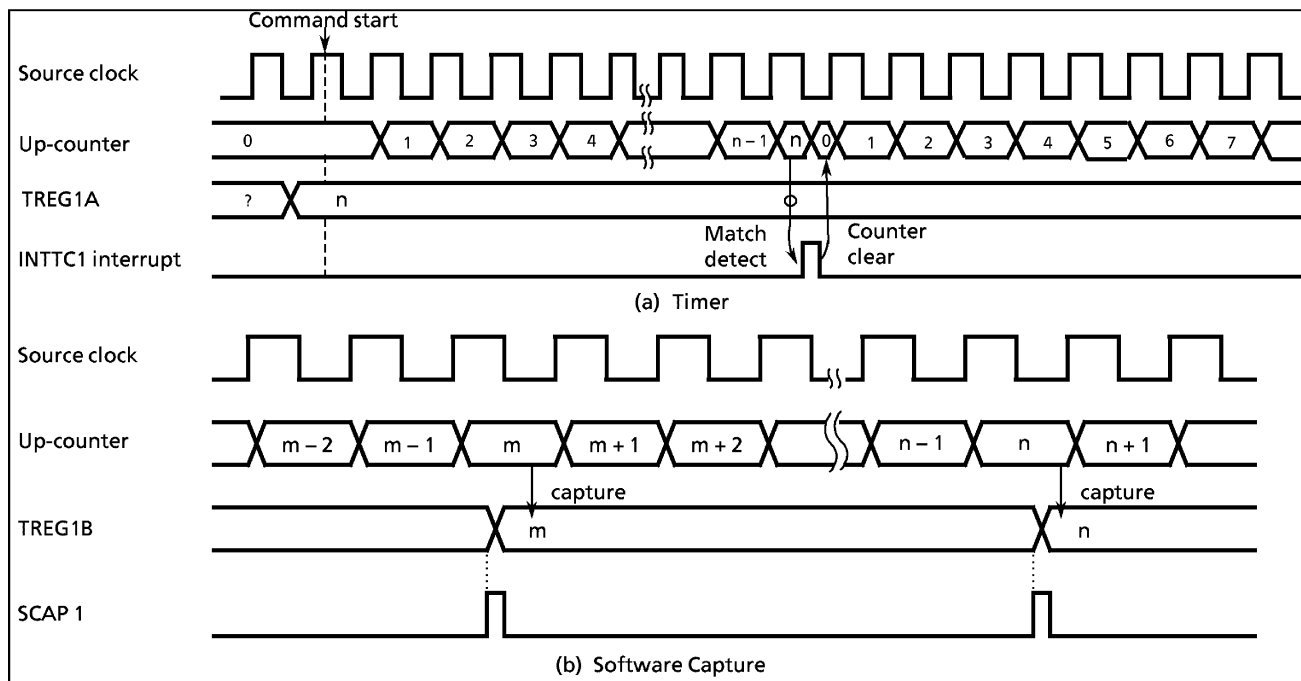 Command start
Source clock
Up-counter
0 1 2 3 4 n – 1 n 0 1 2 3 4 5 6 7
TREG1A
? n
INTTC1 interrupt
Match
detect
Counter
clear
(a) Timer
Source clock
Up-counter
m – 2 m – 1 m m + 1 m + 2 n – 1 n n + 1
capture capture
TREG1B
m n
SCAP 1
(b) Software Capture